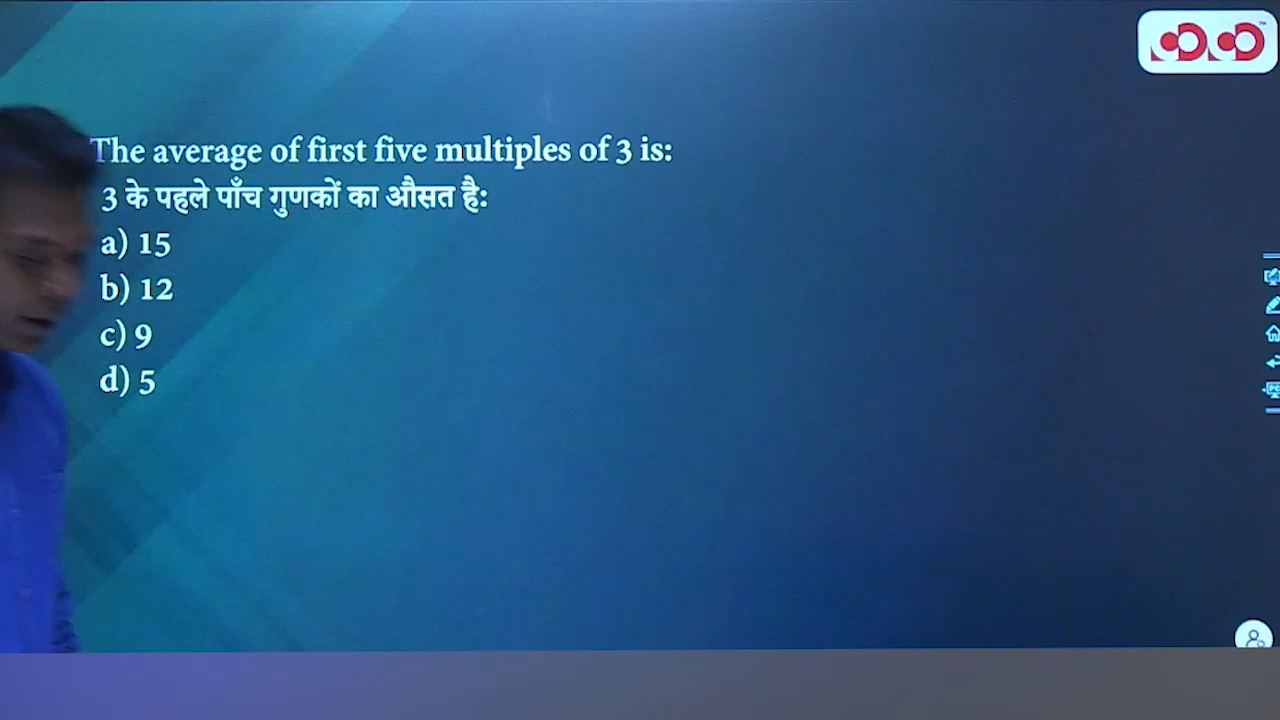 The average of first five multiples of 3 is:
3 के पहले पाँच गुणकों का औसत है:
a) 15
b) 12
c) 9
d) 5